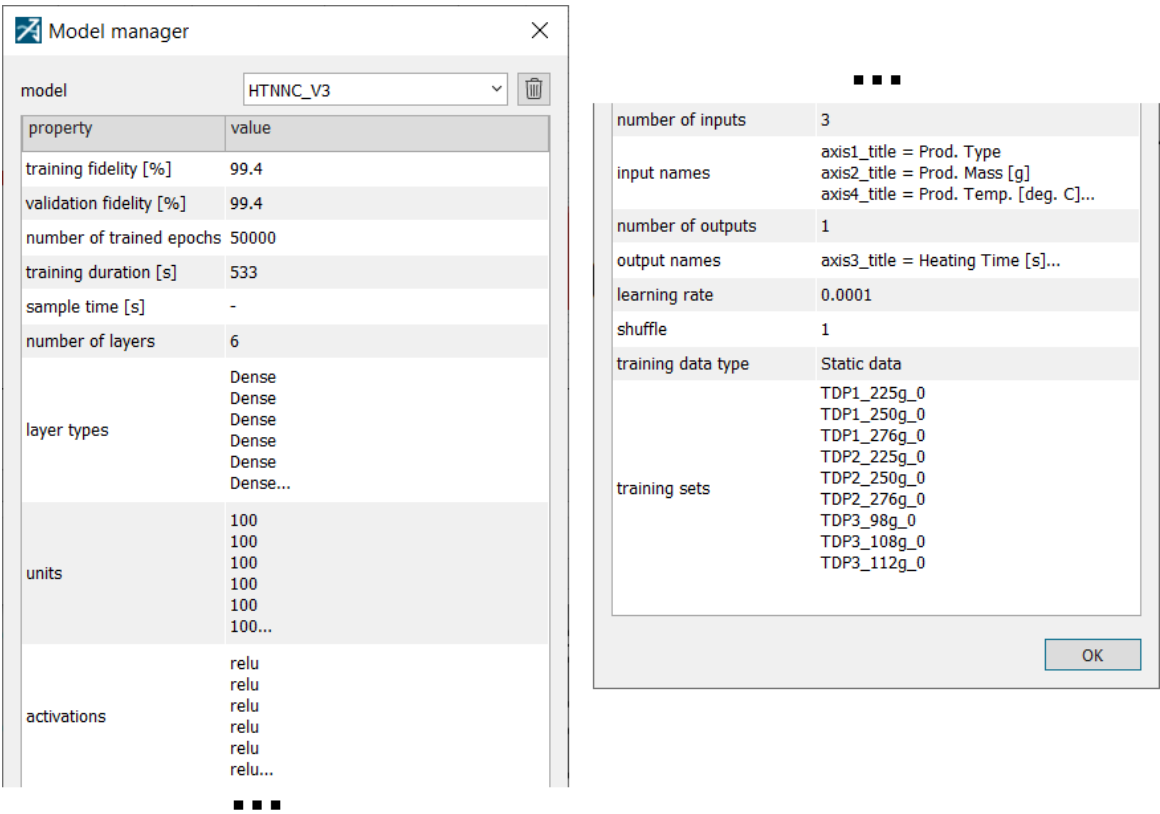 Model manager
model HTNNC_V3
property value
training fidelity [%] 99.4
validation fidelity [%] 99.4
number of trained epochs 50000
training duration [s] 533
sample time [s] -
number of layers 6
layer types
Dense
Dense
Dense
Dense
Dense
Dense...
units
100
100
100
100
100
100...
activations
relu
relu
relu
relu
relu
relu...
number of inputs 3
input names
axis1_title = Prod. Type
axis2_title = Prod. Mass [g]
axis4_title = Prod. Temp. [deg. C]...
number of outputs 1
output names axis3_title = Heating Time [s]...
learning rate 0.0001
shuffle 1
training data type Static data
training sets
TDP1_225g_0
TDP1_250g_0
TDP1_276g_0
TDP2_225g_0
TDP2_250g_0
TDP2_276g_0
TDP3_98g_0
TDP3_108g_0
TDP3_112g_0
OK